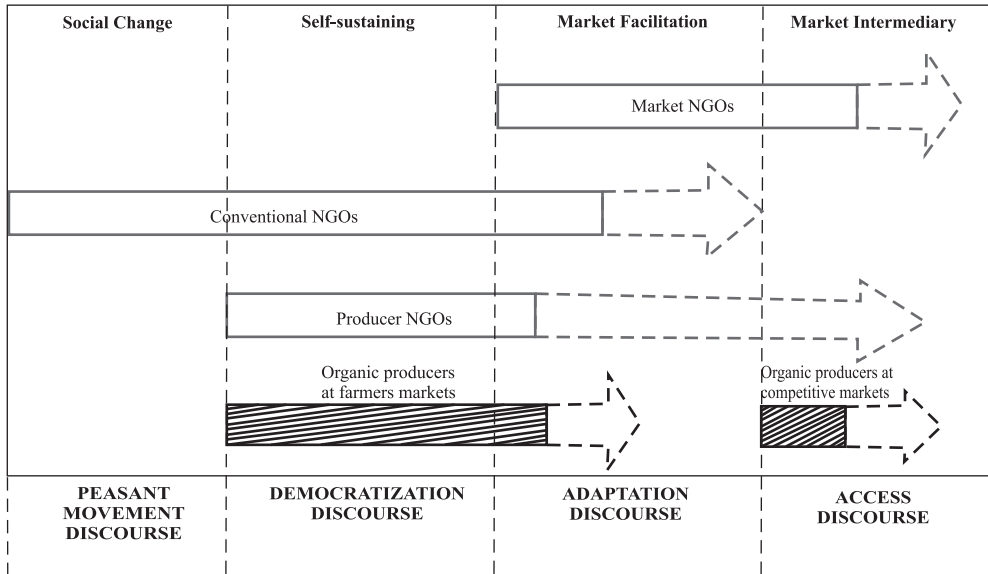 Social Change
Self-sustaining
Market Facilitation
Market Intermediary
Market NGOs
Conventional NGOs
Producer NGOs
Organic producers
at farmers markets
Organic producers at
competitive markets
PEASANT
MOVEMENT
DISCOURSE
DEMOCRATIZATION
DISCOURSE
ADAPTATION
DISCOURSE
ACCESS
DISCOURSE